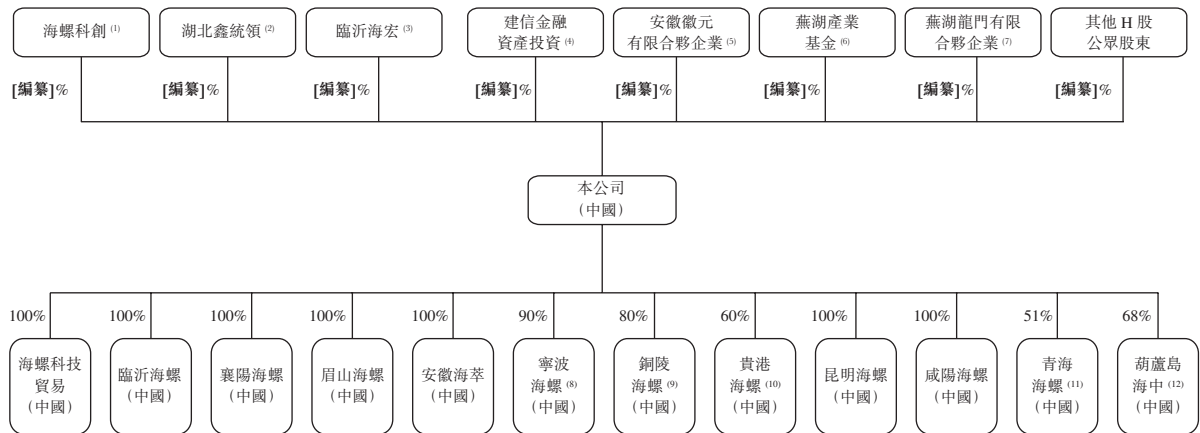 海螺科創 (1)
湖北鑫統領 (2)
臨沂海宏 (3)
建信金融
資產投資 (4)
安徽徽元
有限合夥企業 (5)
蕪湖產業
基金 (6)
蕪湖龍門有限
合夥企業 (7)
其他 H 股
公眾股東
[編纂]%
[編纂]%
[編纂]%
[編纂]%
[編纂]%
[編纂]%
[編纂]%
[編纂]%
本公司
(中國)
100%
100%
100%
100%
100%
90%
80%
60%
100%
100%
51%
68%
海螺科技
貿易
(中國)
臨沂海螺
(中國)
襄陽海螺
(中國)
眉山海螺
(中國)
安徽海萃
(中國)
寧波
海螺 (8)
(中國)
銅陵
海螺 (9)
(中國)
貴港
海螺 (10)
(中國)
昆明海螺
(中國)
咸陽海螺
(中國)
青海
海螺 (11)
(中國)
葫蘆島
海中 (12)
(中國)